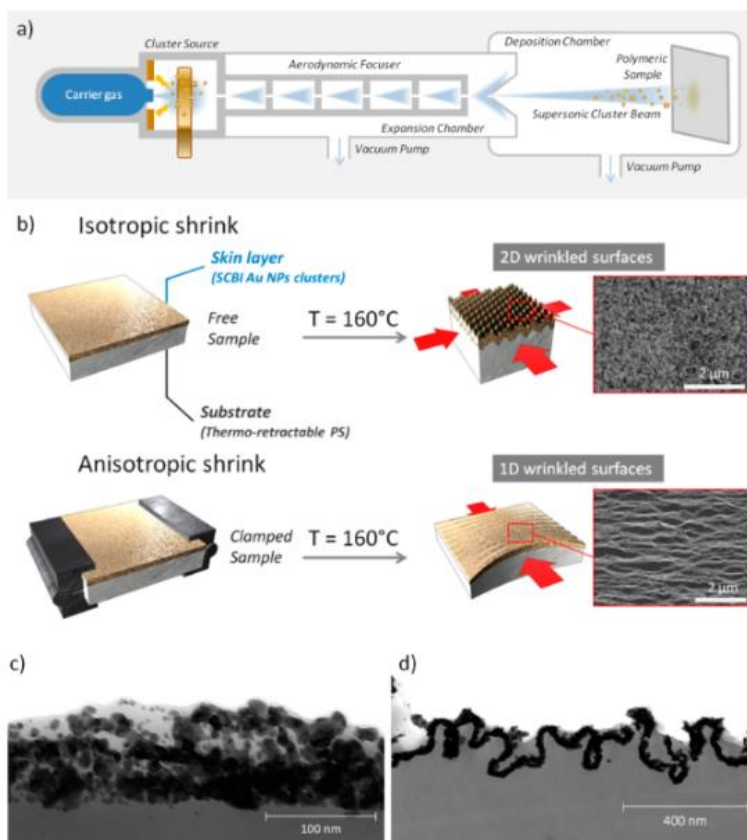 a)
Cluster Source
Deposition Chamber
Aerodynamic Focuser
Polymeric
Sample
Carrier gas
Expansion Chamber
Supersonic Cluster Beam
Vacuum Pump
Vacuum Pump
b)
Isotropic shrink
Skin layer
(SCBI Au NPs clusters)
2D wrinkled surfaces
Free
Sample
T = 160°C
2 µm
Substrate
(Thermo-retractable PS)
Anisotropic shrink
1D wrinkled surfaces
Clamped
Sample
T = 160°C
2 µm
c)
d)
100 nm
400 nm